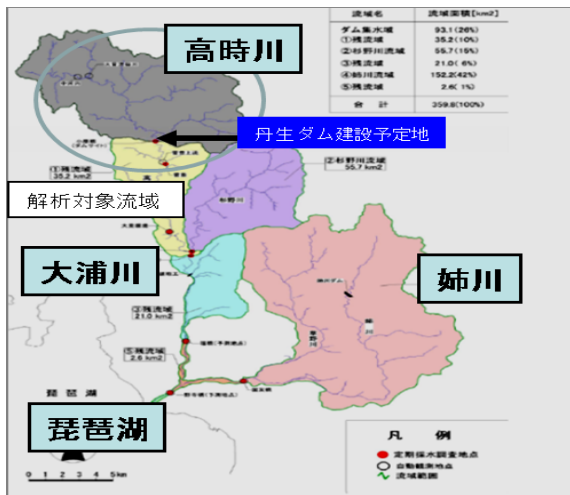 流域名 流域面積[km2]
ダム集水域 93.1(26%)
①残流域 35.2(10%)
②杉野川流域 55.7(15%)
③残流域 21.0( 6%)
④姉川流域 152.2(42%)
⑤残流域 2.6( 1%)
合計 359.8(100%)
高時川
丹生ダム建設予定地
①残流域
35.2 km2
②杉野川流域
55.7 km2
解析対象流域
杉野川
大浦川
姉川
③残流域
21.0 km2
⑤残流域
2.6 km2
琵琶湖
琵琶湖
0 1 2 3 4 5km
凡 例
定期採水調査地点
自動観測地点
流域範囲